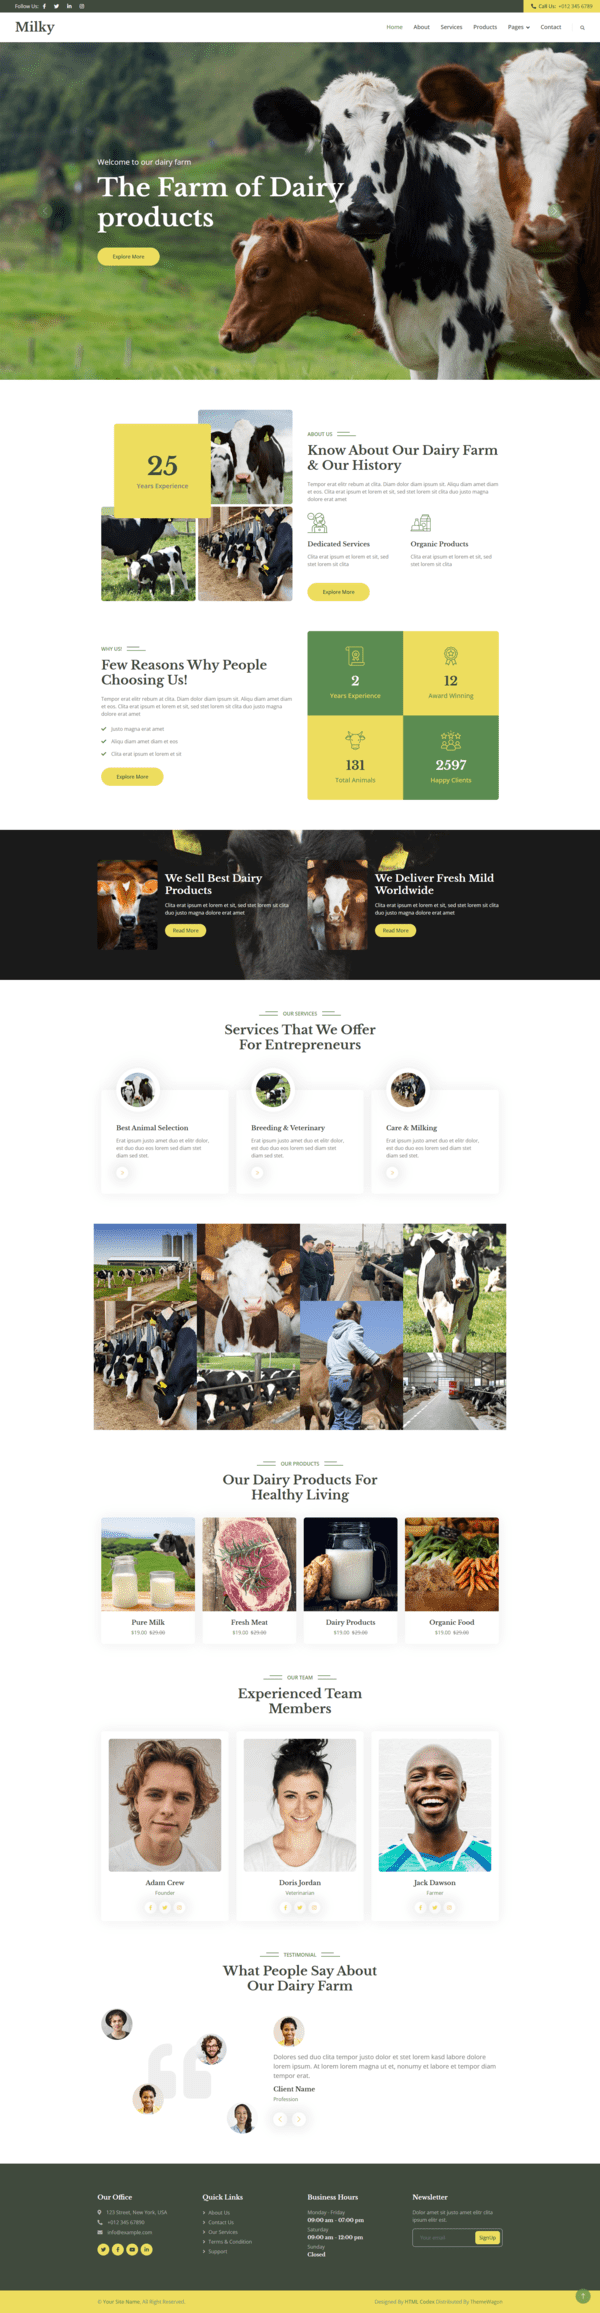 Follow Us:
Call Us: +012 345 6789
Milky
Home About Services Products Pages Contact
Welcome to our dairy farm
The Farm of Dairy
products
Explore More
25
Years Experience
ABOUT US
Know About Our Dairy Farm
& Our History
Tempor erat elitr rebum at clita. Diam dolor diam ipsum sit. Aliqu diam amet diam
et eos. Clita erat ipsum et lorem et sit, sed stet lorem sit clita duo justo magna
dolore erat amet
Dedicated Services
Clita erat ipsum et lorem et sit, sed
stet lorem sit clita
Organic Products
Clita erat ipsum et lorem et sit, sed
stet lorem sit clita
Explore More
WHY US!
Few Reasons Why People
Choosing Us!
Tempor erat elitr rebum at clita. Diam dolor diam ipsum sit. Aliqu diam amet diam
et eos. Clita erat ipsum et lorem et sit, sed stet lorem sit clita duo justo magna
dolore erat amet
Justo magna erat amet
Aliqu diam amet diam et eos
Clita erat ipsum et lorem et sit
Explore More
2
Years Experience
12
Award Winning
131
Total Animals
2597
Happy Clients
We Sell Best Dairy
Products
Clita erat ipsum et lorem et sit, sed stet lorem sit clita
duo justo magna dolore erat amet
Read More
We Deliver Fresh Mild
Worldwide
Clita erat ipsum et lorem et sit, sed stet lorem sit clita
duo justo magna dolore erat amet
Read More
OUR SERVICES
Services That We Offer
For Entrepreneurs
Best Animal Selection
Erat ipsum justo amet duo et elitr dolor,
est duo duo eos lorem sed diam stet
diam sed stet.
Breeding & Veterinary
Erat ipsum justo amet duo et elitr dolor,
est duo duo eos lorem sed diam stet
diam sed stet.
Care & Milking
Erat ipsum justo amet duo et elitr dolor,
est duo duo eos lorem sed diam stet
diam sed stet.
OUR PRODUCTS
Our Dairy Products For
Healthy Living
Pure Milk
$19.00 $29.00
Fresh Meat
$19.00 $29.00
Dairy Products
$19.00 $29.00
Organic Food
$19.00 $29.00
OUR TEAM
Experienced Team
Members
Adam Crew
Founder
Doris Jordan
Veterinarian
Jack Dawson
Farmer
TESTIMONIAL
What People Say About
Our Dairy Farm
Dolores sed duo clita tempor justo dolor et stet lorem kasd labore dolore
lorem ipsum. At lorem lorem magna ut et, nonumy et labore et tempor diam
tempor erat.
Client Name
Profession
Our Office
123 Street, New York, USA
+012 345 67890
info@example.com
Quick Links
About Us
Contact Us
Our Services
Terms & Condition
Support
Business Hours
Monday - Friday
09:00 am - 07:00 pm
Saturday
09:00 am - 12:00 pm
Sunday
Closed
Newsletter
Dolor amet sit justo amet elitr clita
ipsum elitr est.
Your email
SignUp
© Your Site Name, All Right Reserved.
Designed By HTML Codex Distributed By ThemeWagon